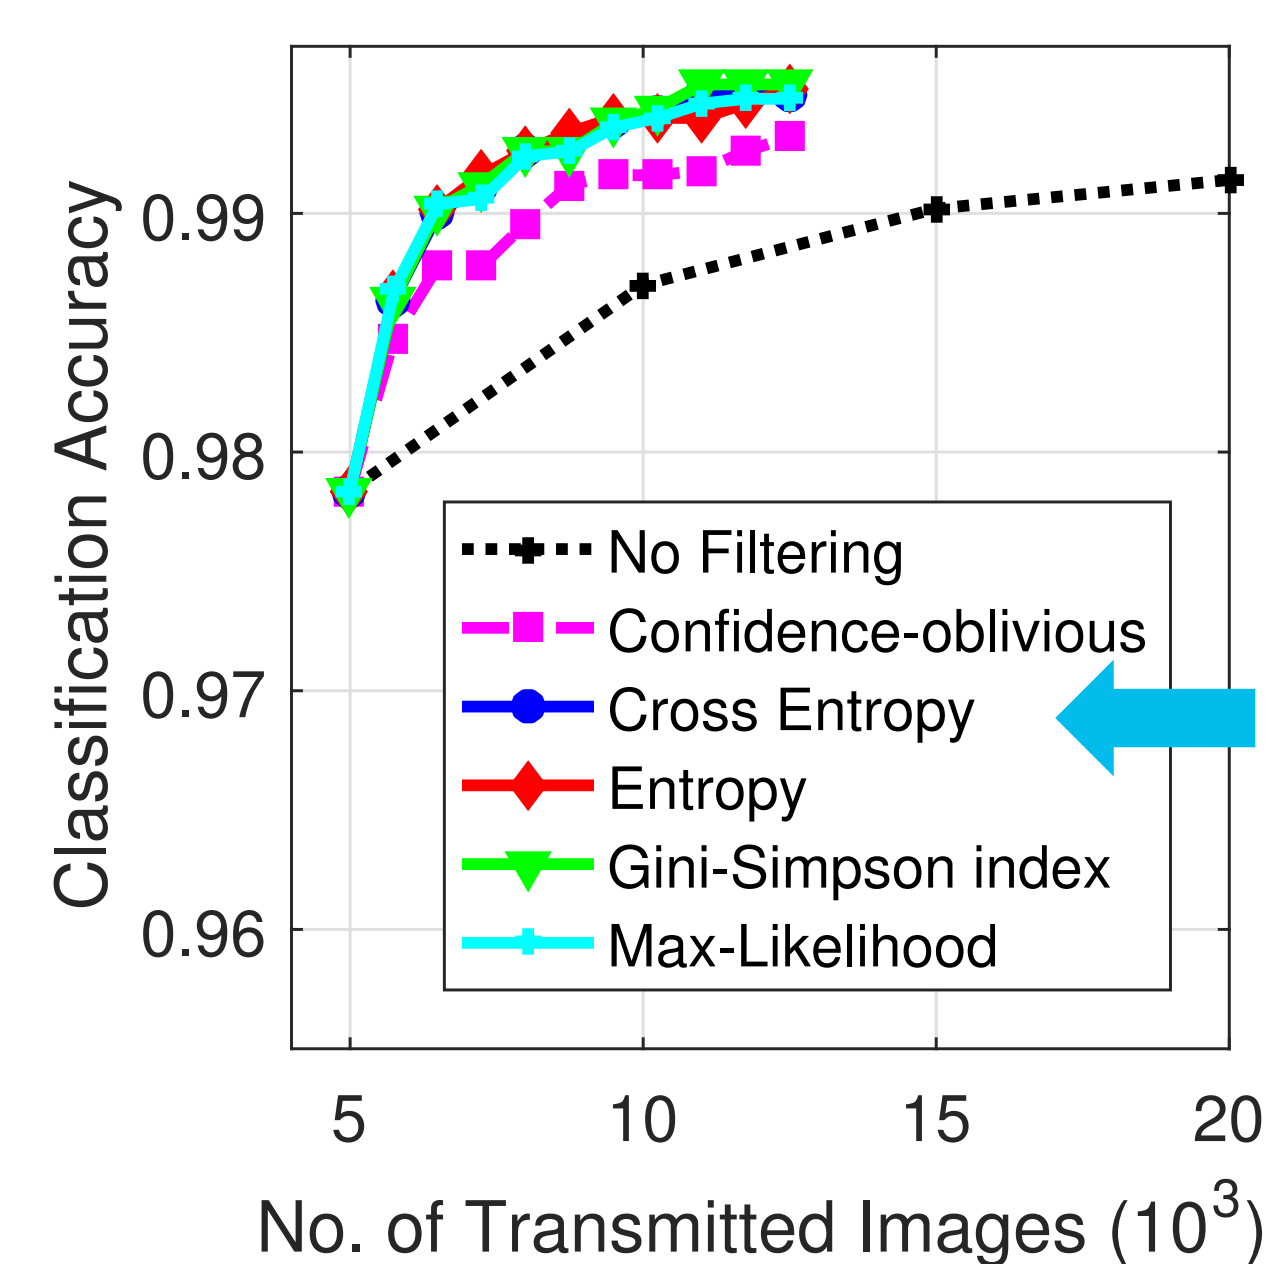 Classification Accuracy
0.99
0.98
0.97
0.96
No Filtering
Confidence-oblivious
Cross Entropy
Entropy
Gini-Simpson index
Max-Likelihood
5 10 15 20
No. of Transmitted Images (10³)